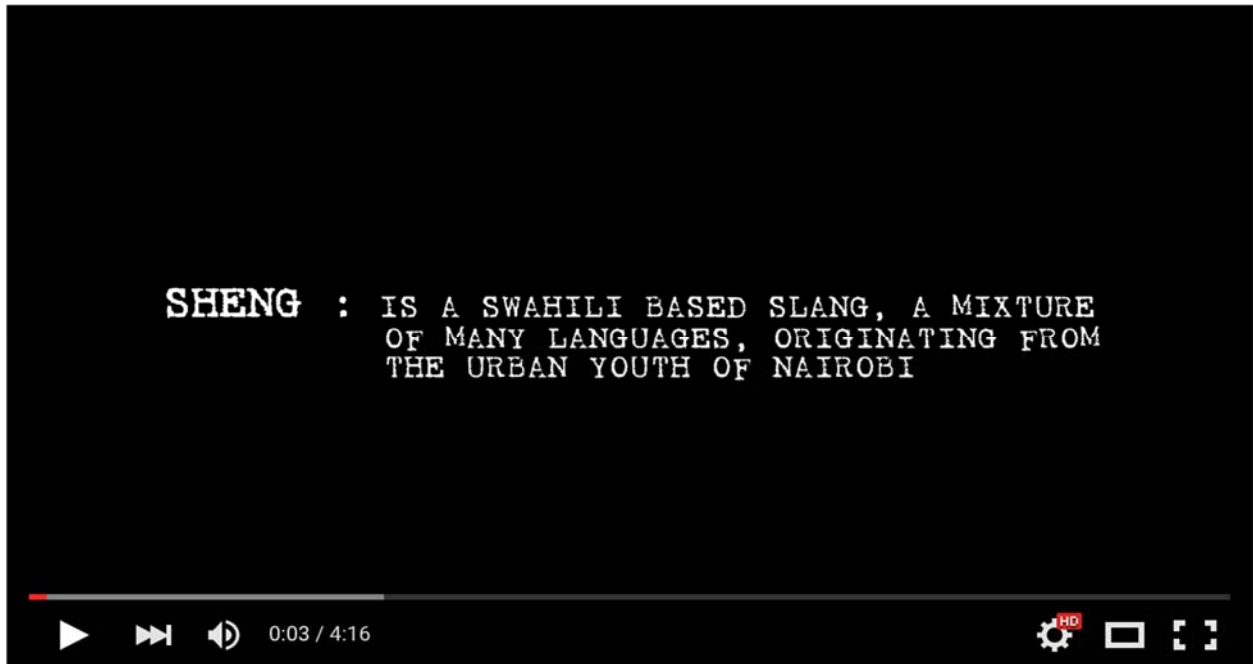 SHENG : IS A SWAHILI BASED SLANG, A MIXTURE
OF MANY LANGUAGES, ORIGINATING FROM
THE URBAN YOUTH OF NAIROBI
0:03 / 4:16
HD